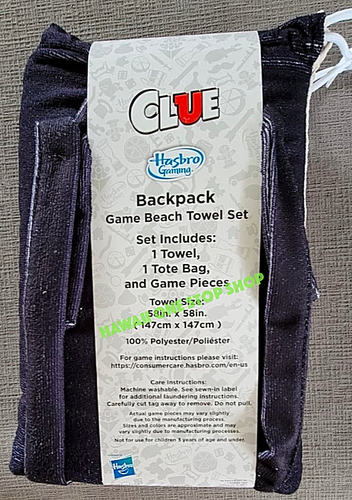 CLUE
Hasbro
Gaming
Backpack
Game Beach Towel Set
Set Includes:
1 Towel,
1 Tote Bag,
and Game Pieces
Towel Size:
58in. x 58in.
( 147cm x 147cm )
HAWAII ONE STOP SHOP
100% Polyester/Poliéster
For game instructions please visit:
https://consumercare.hasbro.com/en-us
Care Instructions:
Machine washable. See sewn-in label
for additional laundering instructions.
Carefully cut tag away to remove. Do not pull.
Actual game pieces may vary slightly
due to the manufacturing process.
Sizes and colors are approximate and may
vary slightly due to manufacturing processes.
Not for use for children 3 years of age and under.
Hasbro